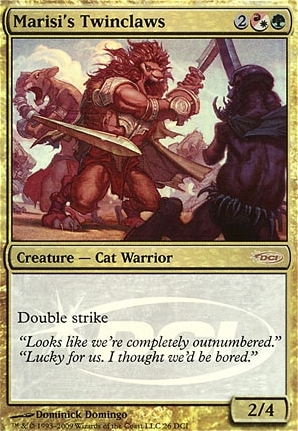 Marisi's Twinclaws 2
Creature — Cat Warrior
DCI
DCI
Double strike
“Looks like we're completely outnumbered.”
“Lucky for us. I thought we'd be bored.”
2/4
Dominick Domingo
™ & © 1993–2009 Wizards of the Coast LLC 26 DCI